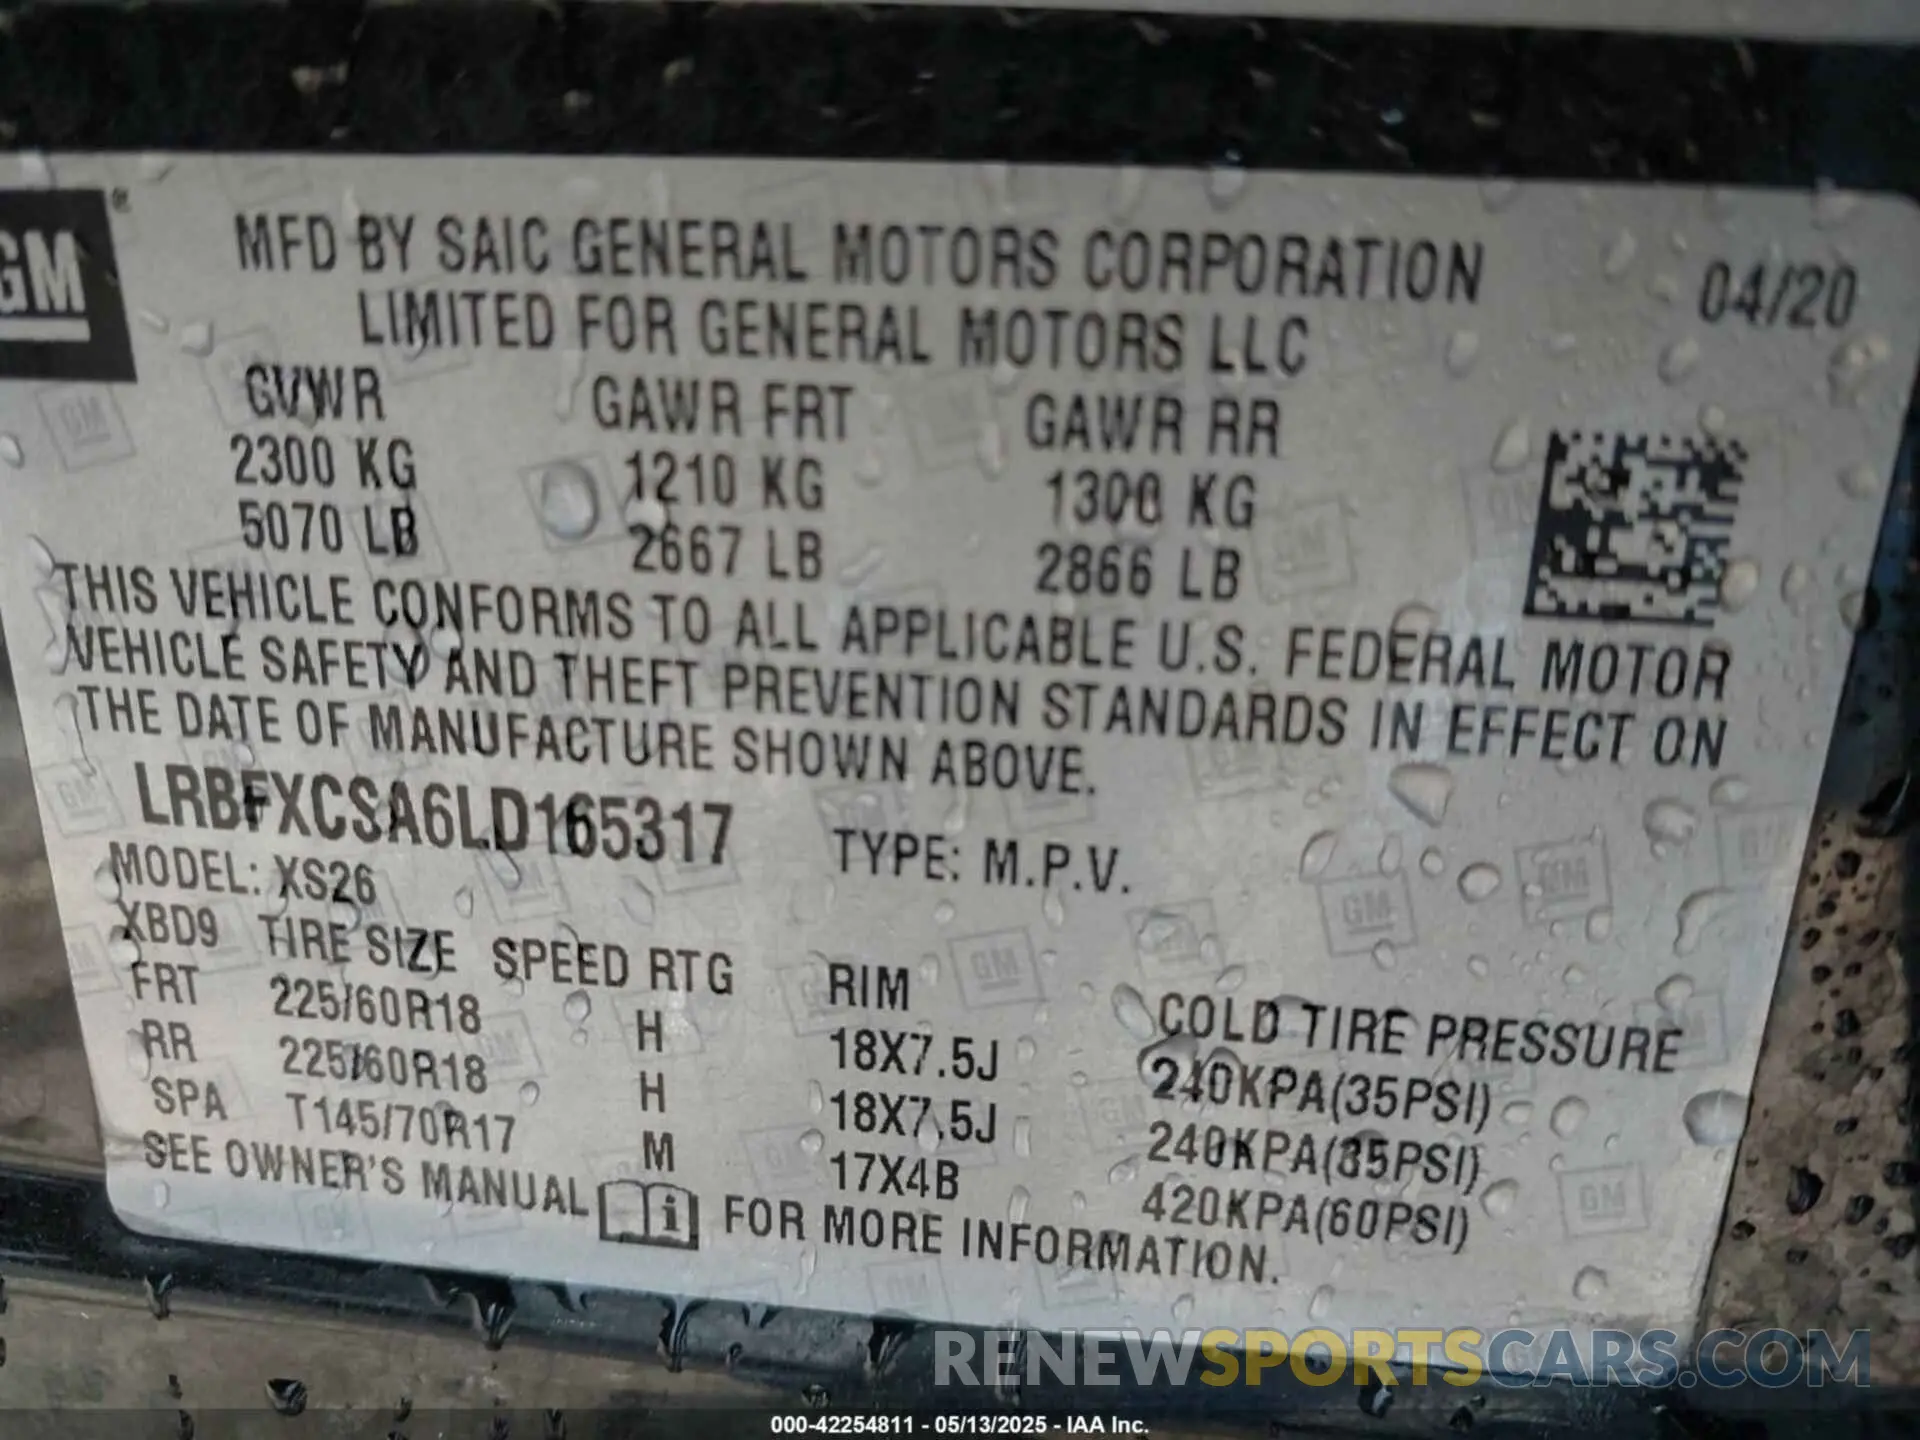 GM
MFD BY SAIC GENERAL MOTORS CORPORATION 04/20
LIMITED FOR GENERAL MOTORS LLC
GVWR GAWR FRT GAWR RR
2300 KG 1210 KG 1300 KG
5070 LB 2667 LB 2866 LB
THIS VEHICLE CONFORMS TO ALL APPLICABLE U.S. FEDERAL MOTOR
VEHICLE SAFETY AND THEFT PREVENTION STANDARDS IN EFFECT ON
THE DATE OF MANUFACTURE SHOWN ABOVE.
LRBFXCSA6LD165317 TYPE: M.P.V.
MODEL: XS26
XBD9 TIRE SIZE SPEED RTG RIM COLD TIRE PRESSURE
FRT 225/60R18 H 18X7.5J 240KPA(35PSI)
RR 225/60R18 H 18X7.5J 240KPA(35PSI)
SPA T145/70R17 M 17X4B 420KPA(60PSI)
SEE OWNER'S MANUAL FOR MORE INFORMATION.
RENEWSPORTSCARS.COM
000-42254811 - 05/13/2025 - IAA Inc.